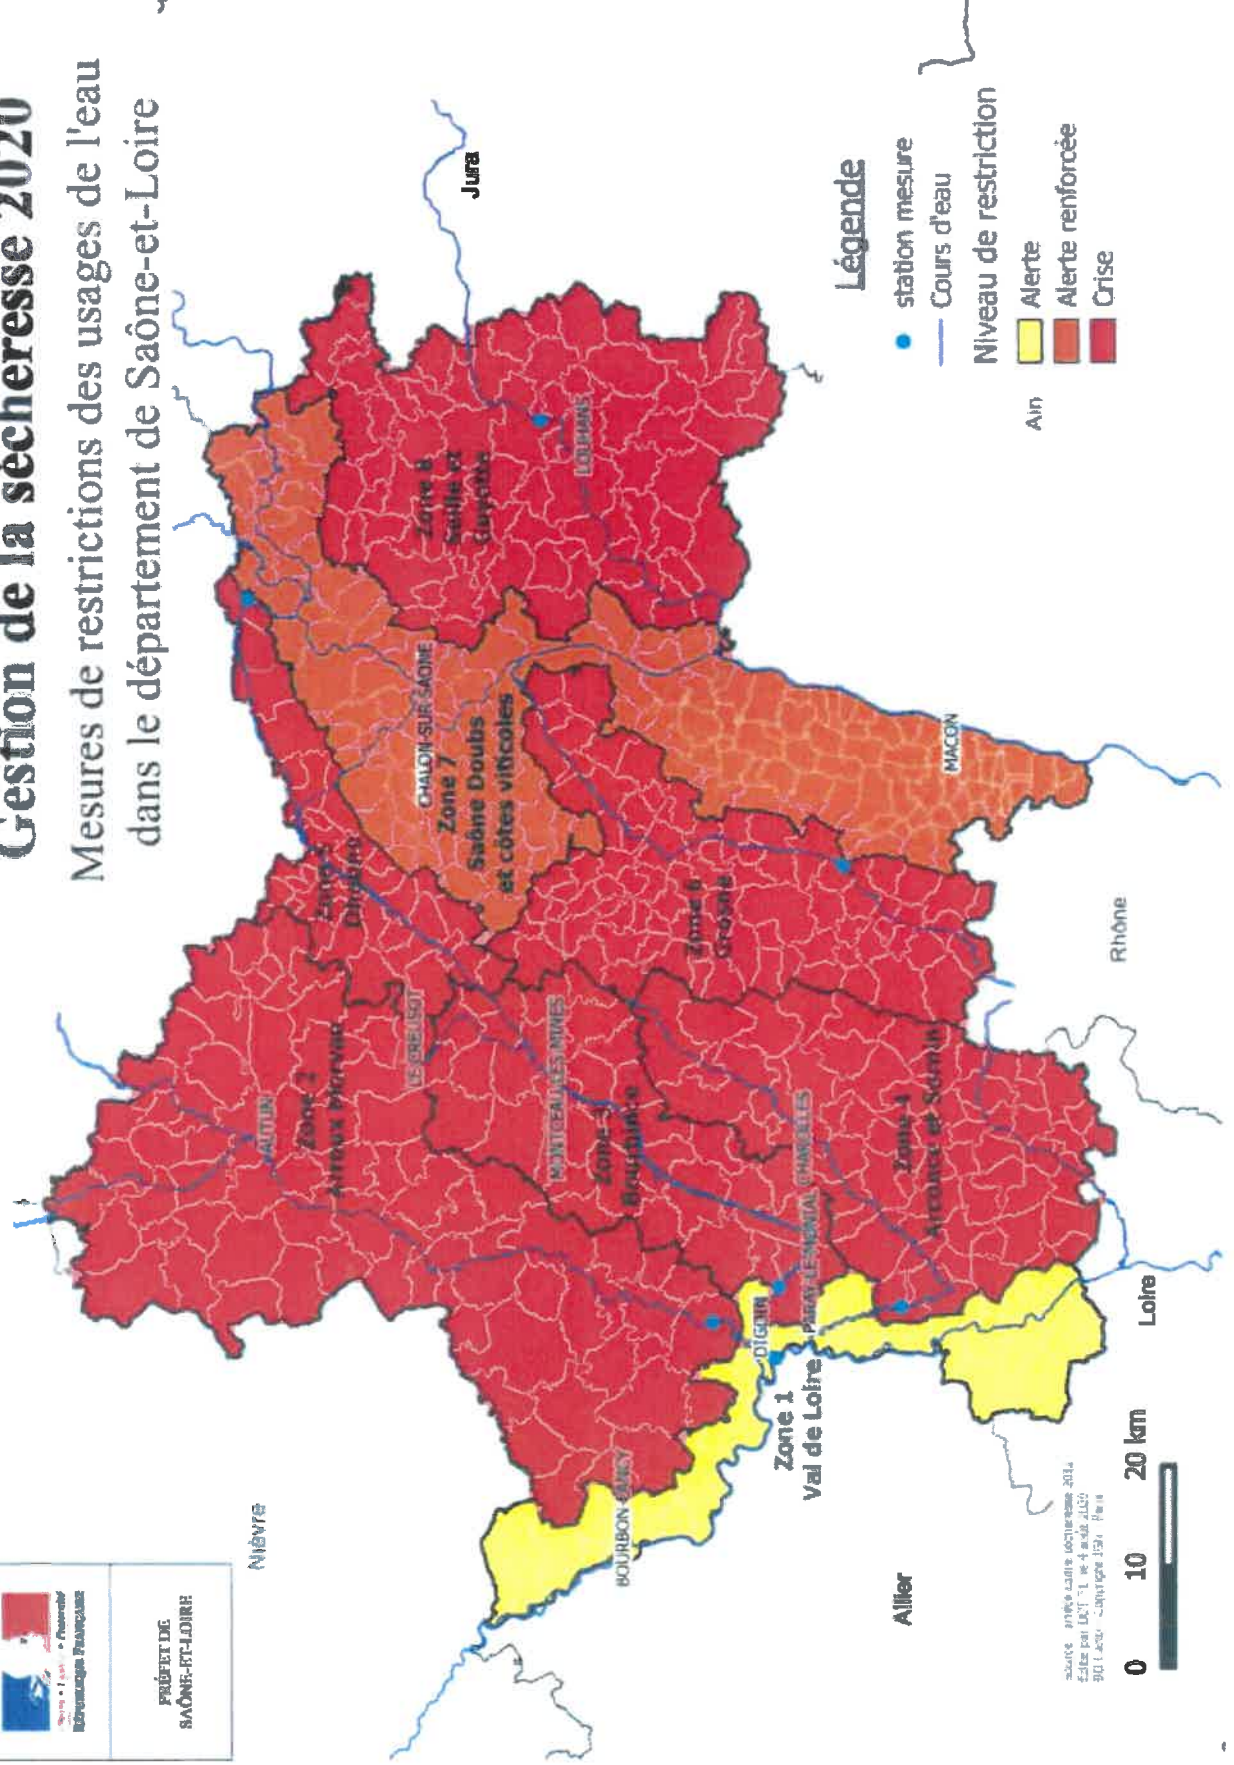 Gestion de la sécheresse 2020
Mesures de restrictions des usages de l'eau
dans le département de Saône-et-Loire
RÉPUBLIQUE FRANÇAISE
PRÉFET DE
SAÔNE-ET-LOIRE
Nièvre
Jura
AUTUN
Zone 2
Arroux Morvan
LE CREUSOT
CHALON-SUR-SAONE
Zone 7
Saône Doubs
et côtes viticoles
Zone 8
Seille et
LOUHANS
MONTCEAU-LES-MINES
Zone 3
Bourbince
Zone 6
Grosne
BOURBON-LANCY
DIGOIN
PARAY-LE-MONIAL
CHAROLLES
Zone 1
Val de Loire
Zone 4
Arconce et Sornin
MACON
Allier
Loire
Rhône
Ain
Légende
station mesure
Cours d'eau
Niveau de restriction
Alerte
Alerte renforcée
Crise
0 10 20 km